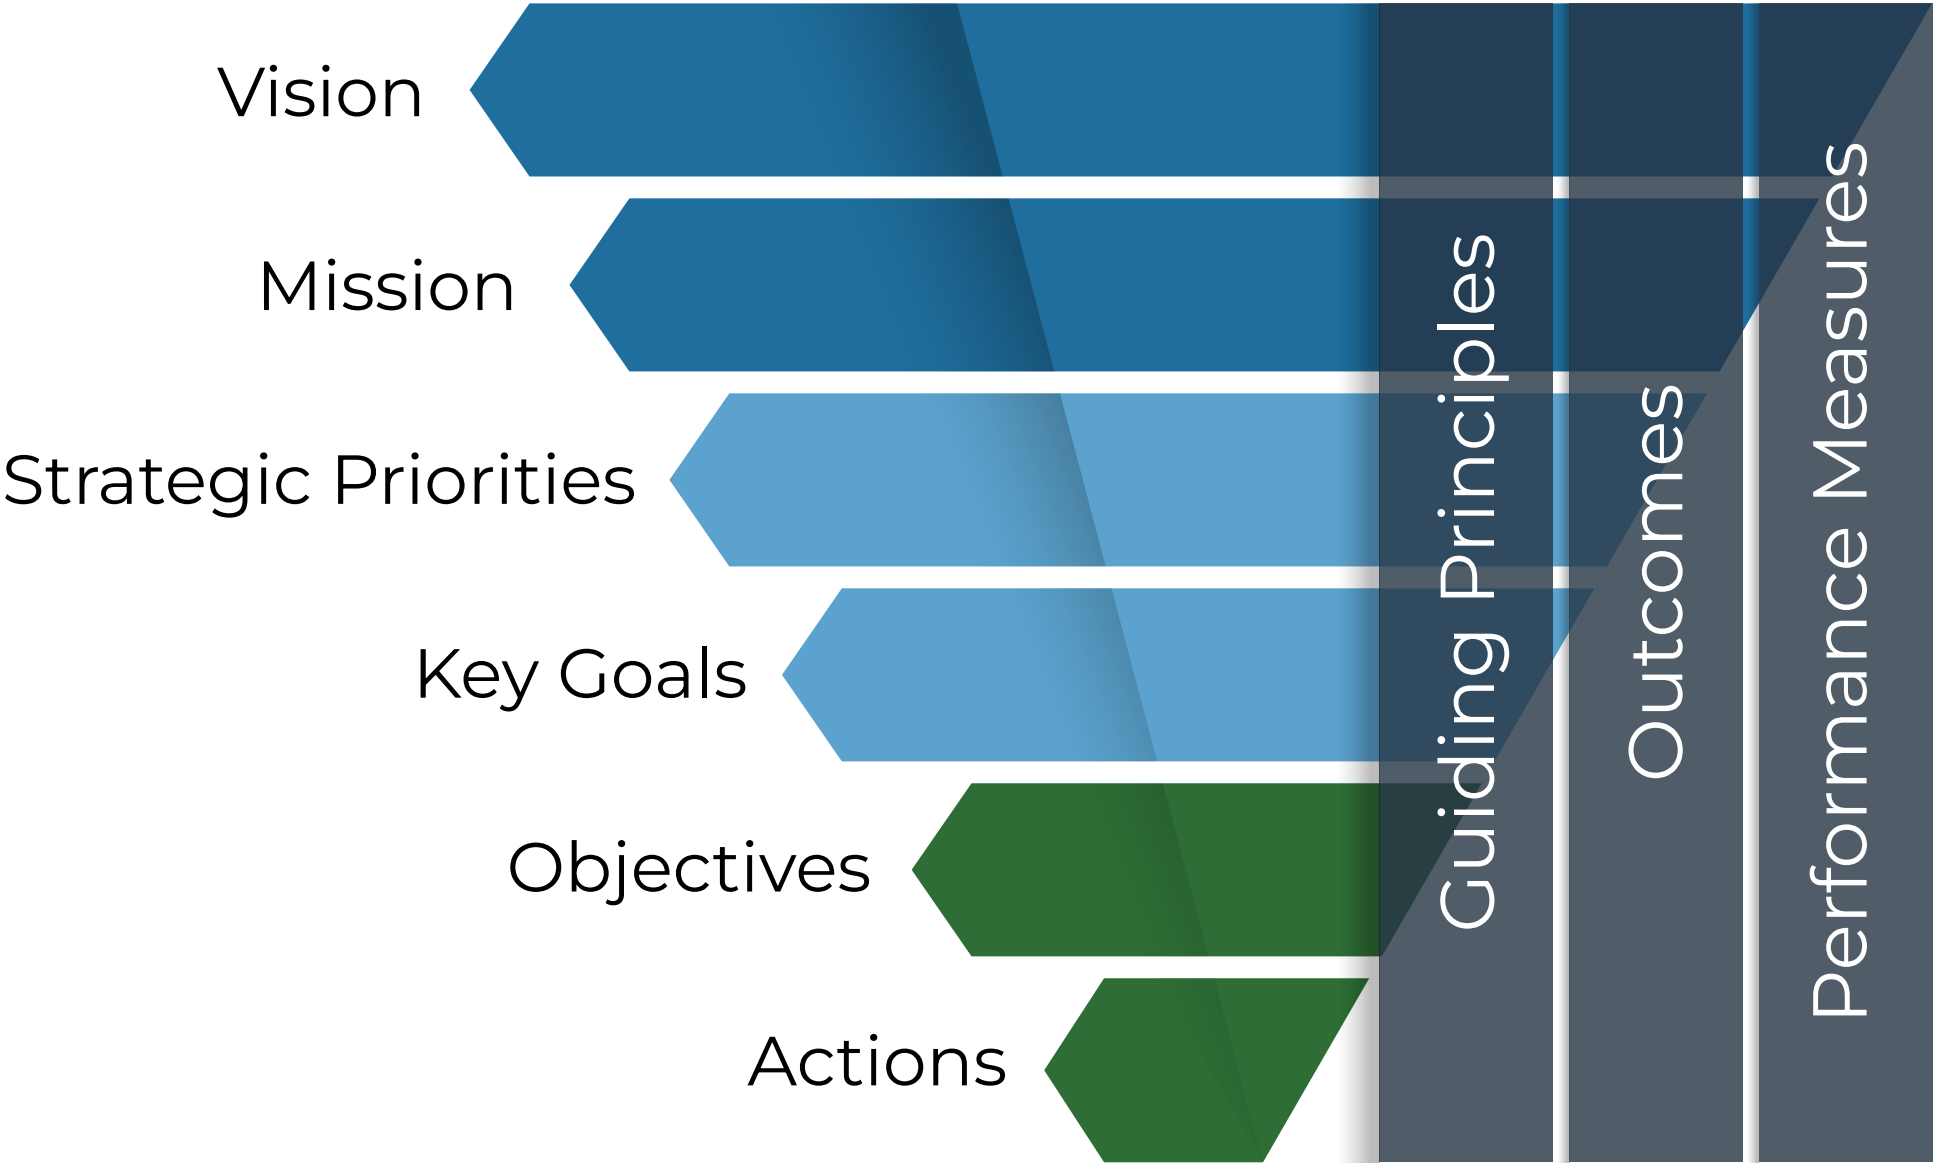 Vision
Mission
Strategic Priorities
Key Goals
Objectives
Actions
Guiding Principles
Outcomes
Performance Measures